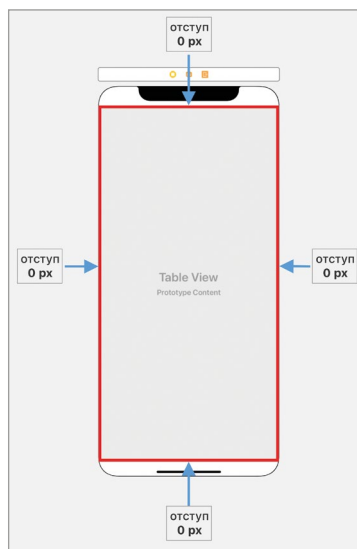 отступ
0 px
отступ
0 px
отступ
0 px
Table View
Prototype Content
отступ
0 px